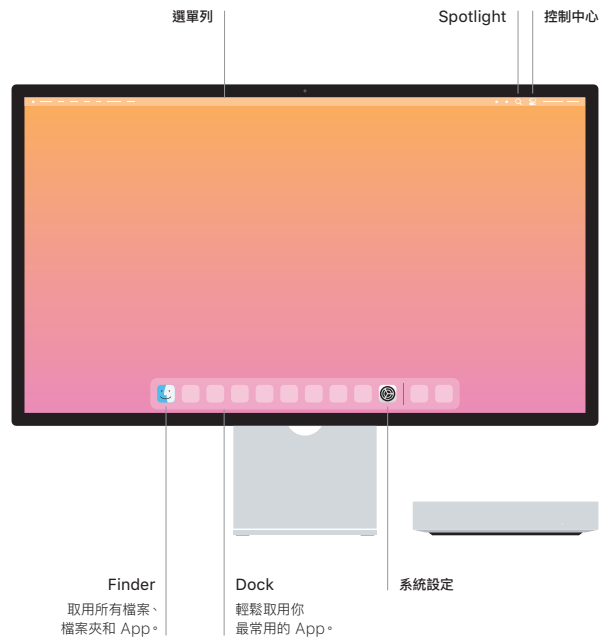 選單列
Spotlight
控制中心
Finder
取用所有檔案、
檔案夾和 App。
Dock
輕鬆取用你
最常用的 App。
系統設定